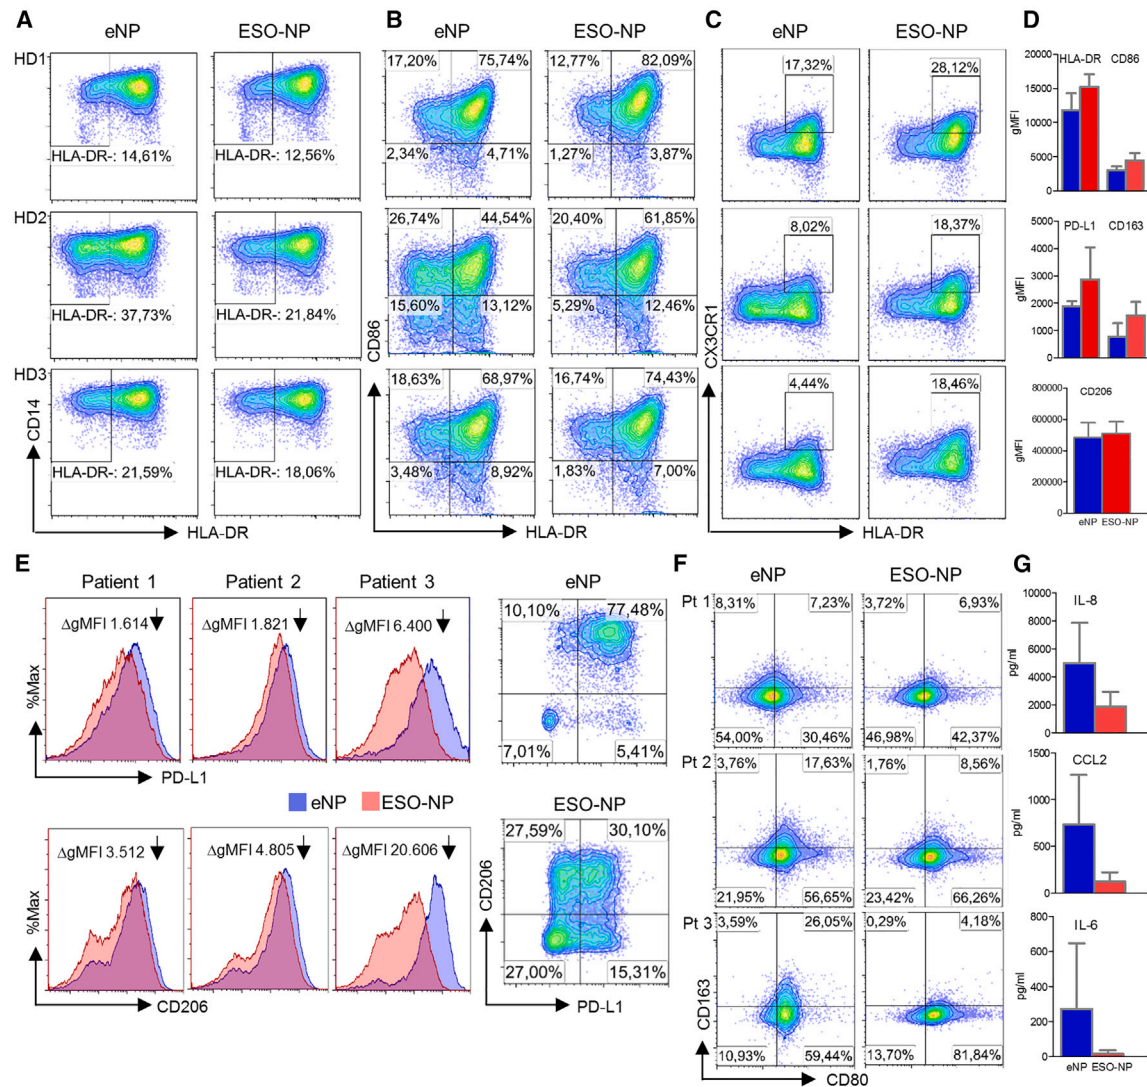 A
eNP
ESO-NP
HD1
HLA-DR-: 14,61%
HLA-DR-: 12,56%
HD2
HLA-DR-: 37,73%
HLA-DR-: 21,84%
HD3
HLA-DR-: 21,59%
HLA-DR-: 18,06%
CD14
HLA-DR
B
eNP
ESO-NP
17,20%
75,74%
12,77%
82,09%
2,34%
4,71%
1,27%
3,87%
26,74%
44,54%
20,40%
61,85%
15,60%
13,12%
5,29%
12,46%
18,63%
68,97%
16,74%
74,43%
3,48%
8,92%
1,83%
7,00%
CD86
HLA-DR
C
eNP
ESO-NP
17,32%
28,12%
8,02%
18,37%
4,44%
18,46%
CX3CR1
HLA-DR
D
HLA-DR
CD86
gMFI
20000
15000
10000
5000
0
PD-L1
CD163
gMFI
5000
4000
3000
2000
1000
0
CD206
gMFI
800000
600000
400000
200000
0
eNP
ESO-NP
E
Patient 1
Patient 2
Patient 3
ΔgMFI 1.614
ΔgMFI 1.821
ΔgMFI 6.400
%Max
PD-L1
eNP
ESO-NP
ΔgMFI 3.512
ΔgMFI 4.805
ΔgMFI 20.606
%Max
CD206
eNP
10,10%
77,48%
7,01%
5,41%
ESO-NP
27,59%
30,10%
27,00%
15,31%
CD206
PD-L1
F
eNP
ESO-NP
Pt 1
8,31%
7,23%
3,72%
6,93%
54,00%
30,46%
46,98%
42,37%
Pt 2
3,76%
17,63%
1,76%
8,56%
21,95%
56,65%
23,42%
66,26%
Pt 3
3,59%
26,05%
0,29%
4,18%
10,93%
59,44%
13,70%
81,84%
CD163
CD80
G
IL-8
pg/ml
10000
8000
6000
4000
2000
0
CCL2
pg/ml
1500
1000
500
0
IL-6
pg/ml
800
600
400
200
0
eNP
ESO-NP